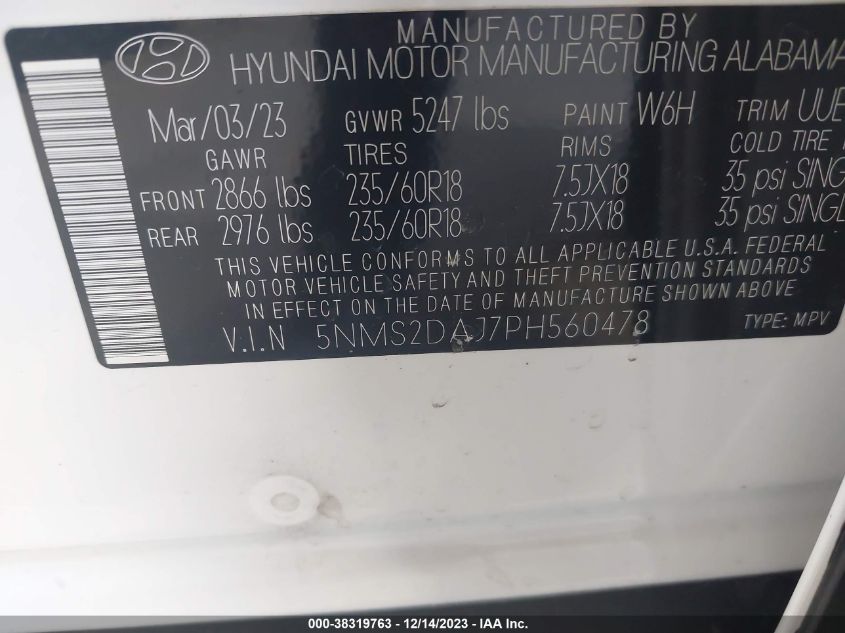 MANUFACTURED BY
HYUNDAI MOTOR MANUFACTURING ALABAMA
Mar/03/23 GVWR 5247 lbs PAINT W6H TRIM UUE
GAWR TIRES RIMS COLD TIRE
FRONT 2866 lbs 235/60R18 7.5JX18 35 psi SINGL
REAR 2976 lbs 235/60R18 7.5JX18 35 psi SINGL
THIS VEHICLE CONFORMS TO ALL APPLICABLE U.S.A. FEDERAL
MOTOR VEHICLE SAFETY AND THEFT PREVENTION STANDARDS
IN EFFECT ON THE DATE OF MANUFACTURE SHOWN ABOVE
V.I.N 5NMS2DAJ7PH560478 TYPE: MPV
000-38319763 - 12/14/2023 - IAA Inc.